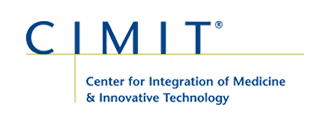 CIMIT®
Center for Integration of Medicine
& Innovative Technology